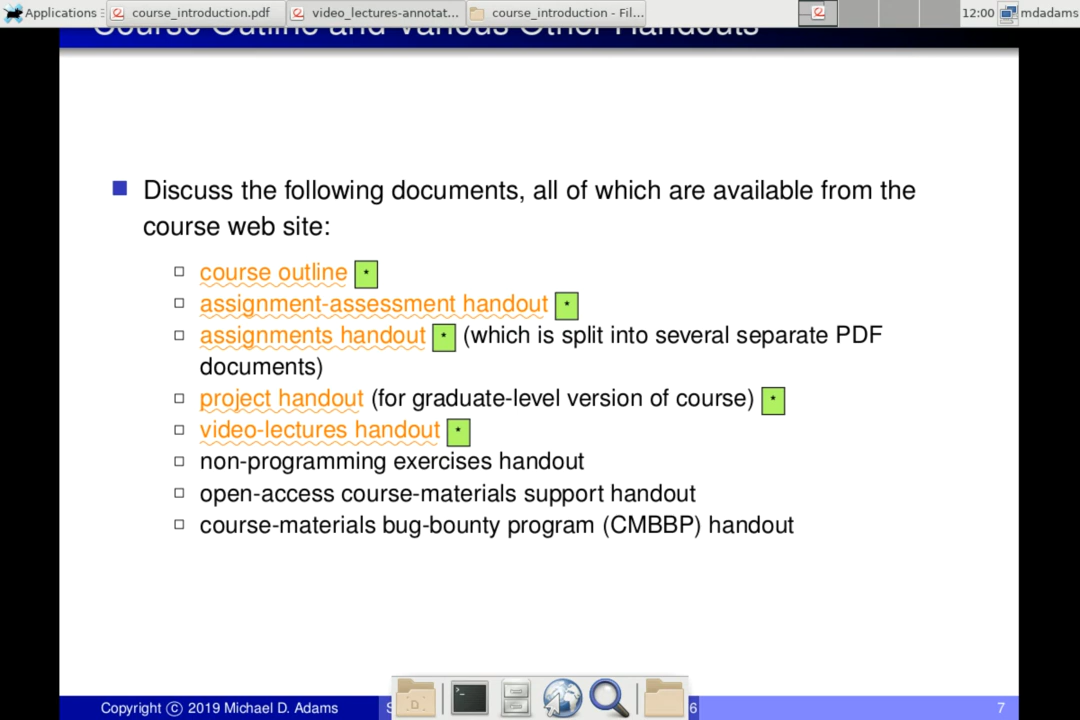 Applications
course_introduction.pdf
video_lectures-annotat...
course_introduction - Fil...
12:00
mdadams
Course Outline and Various Other Handouts
Discuss the following documents, all of which are available from the
course web site:
course outline *
assignment-assessment handout *
assignments handout * (which is split into several separate PDF
documents)
project handout (for graduate-level version of course) *
video-lectures handout *
non-programming exercises handout
open-access course-materials support handout
course-materials bug-bounty program (CMBBP) handout
Copyright © 2019 Michael D. Adams
7